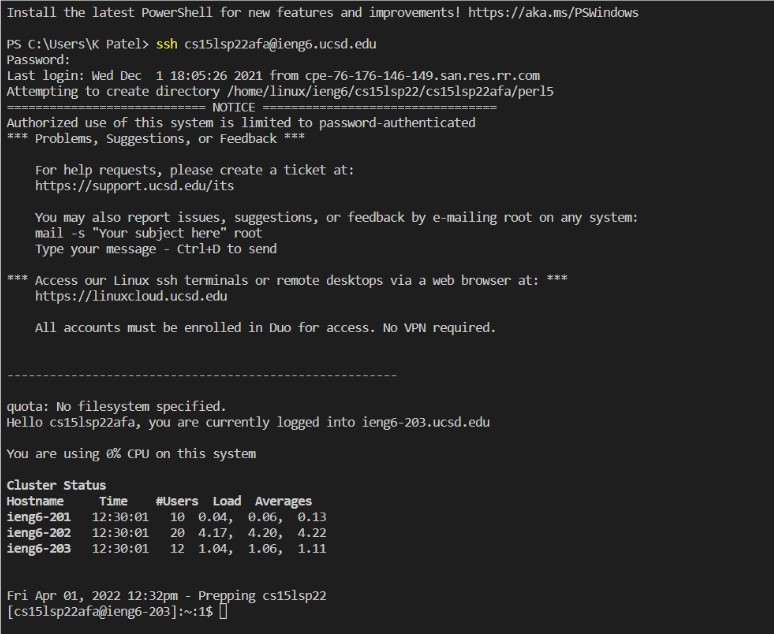 Install the latest PowerShell for new features and improvements! https://aka.ms/PSWindows
PS C:\Users\K Patel> ssh cs15lsp22afa@ieng6.ucsd.edu
Password:
Last login: Wed Dec  1 18:05:26 2021 from cpe-76-176-146-149.san.res.rr.com
Attempting to create directory /home/linux/ieng6/cs15lsp22/cs15lsp22afa/perl5
============================ NOTICE =================================
Authorized use of this system is limited to password-authenticated
*** Problems, Suggestions, or Feedback ***
For help requests, please create a ticket at:
https://support.ucsd.edu/its
You may also report issues, suggestions, or feedback by e-mailing root on any system:
mail -s "Your subject here" root
Type your message - Ctrl+D to send
*** Access our Linux ssh terminals or remote desktops via a web browser at: ***
https://linuxcloud.ucsd.edu
All accounts must be enrolled in Duo for access. No VPN required.
-------------------------------------------------------
quota: No filesystem specified.
Hello cs15lsp22afa, you are currently logged into ieng6-203.ucsd.edu
You are using 0% CPU on this system
Cluster Status
Hostname     Time    #Users  Load  Averages
ieng6-201   12:30:01   10  0.04,  0.06,  0.13
ieng6-202   12:30:01   20  4.17,  4.20,  4.22
ieng6-203   12:30:01   12  1.04,  1.06,  1.11
Fri Apr 01, 2022 12:32pm - Prepping cs15lsp22
[cs15lsp22afa@ieng6-203]:~:1$